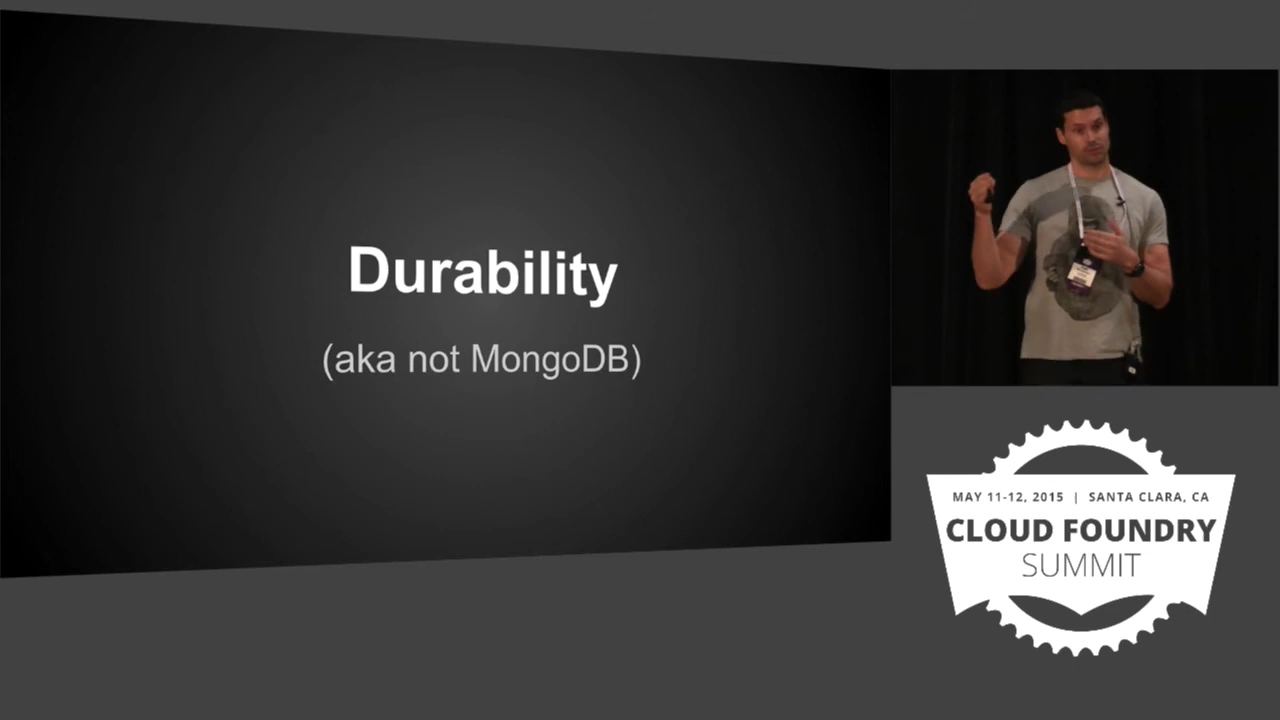 Durability
(aka not MongoDB)
MAY 11-12, 2015 | SANTA CLARA, CA
CLOUD FOUNDRY
SUMMIT